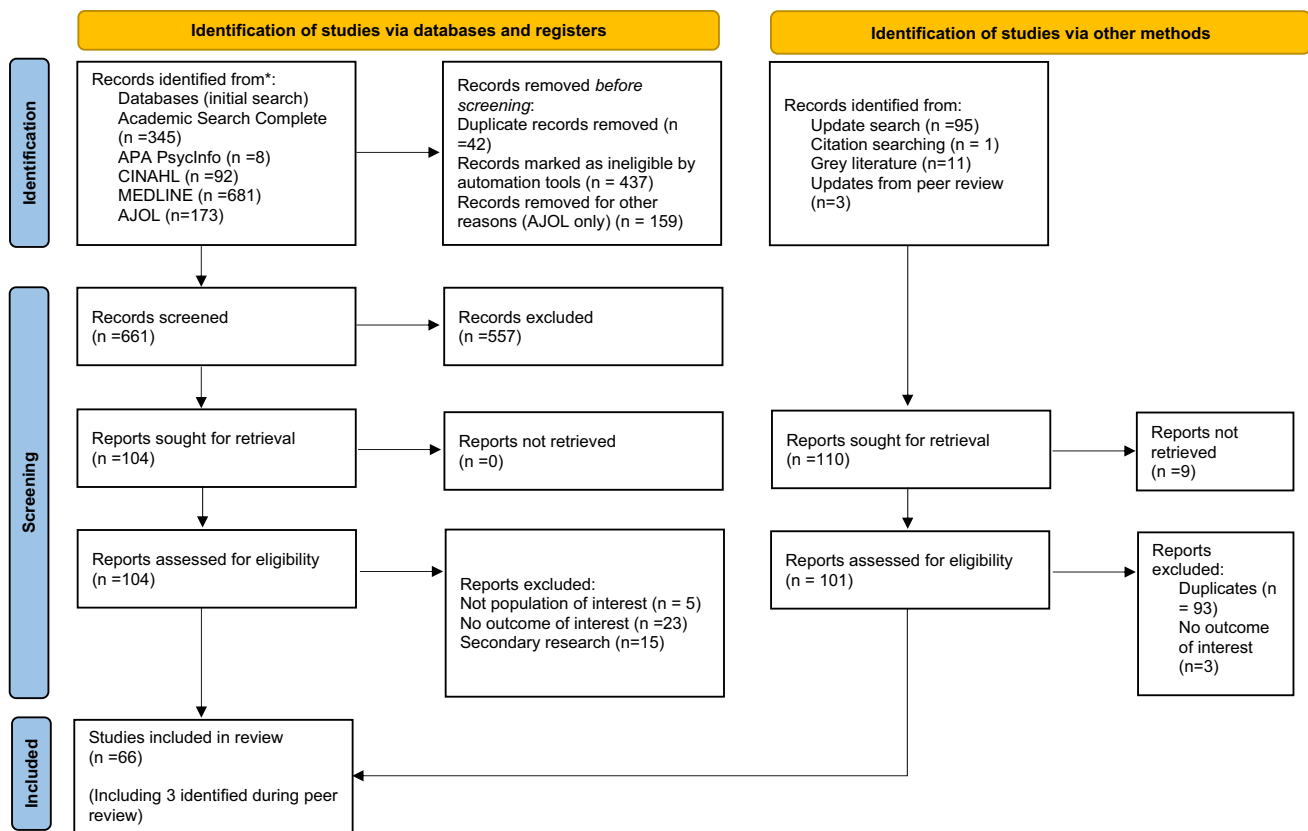 Identification of studies via databases and registers
Identification of studies via other methods
Identification
Records identified from*:
Databases (initial search)
Academic Search Complete
(n =345)
APA PsycInfo (n =8)
CINAHL (n =92)
MEDLINE (n =681)
AJOL (n=173)
Records removed before
screening:
Duplicate records removed (n
=42)
Records marked as ineligible by
automation tools (n = 437)
Records removed for other
reasons (AJOL only) (n = 159)
Records identified from:
Update search (n =95)
Citation searching (n = 1)
Grey literature (n=11)
Updates from peer review
(n=3)
Screening
Records screened
(n =661)
Records excluded
(n =557)
Reports sought for retrieval
(n =104)
Reports not retrieved
(n =0)
Reports sought for retrieval
(n =110)
Reports not
retrieved
(n =9)
Reports assessed for eligibility
(n =104)
Reports excluded:
Not population of interest (n = 5)
No outcome of interest (n =23)
Secondary research (n=15)
Reports assessed for eligibility
(n = 101)
Reports
excluded:
Duplicates (n
= 93)
No outcome
of interest
(n=3)
Included
Studies included in review
(n =66)
(Including 3 identified during peer
review)